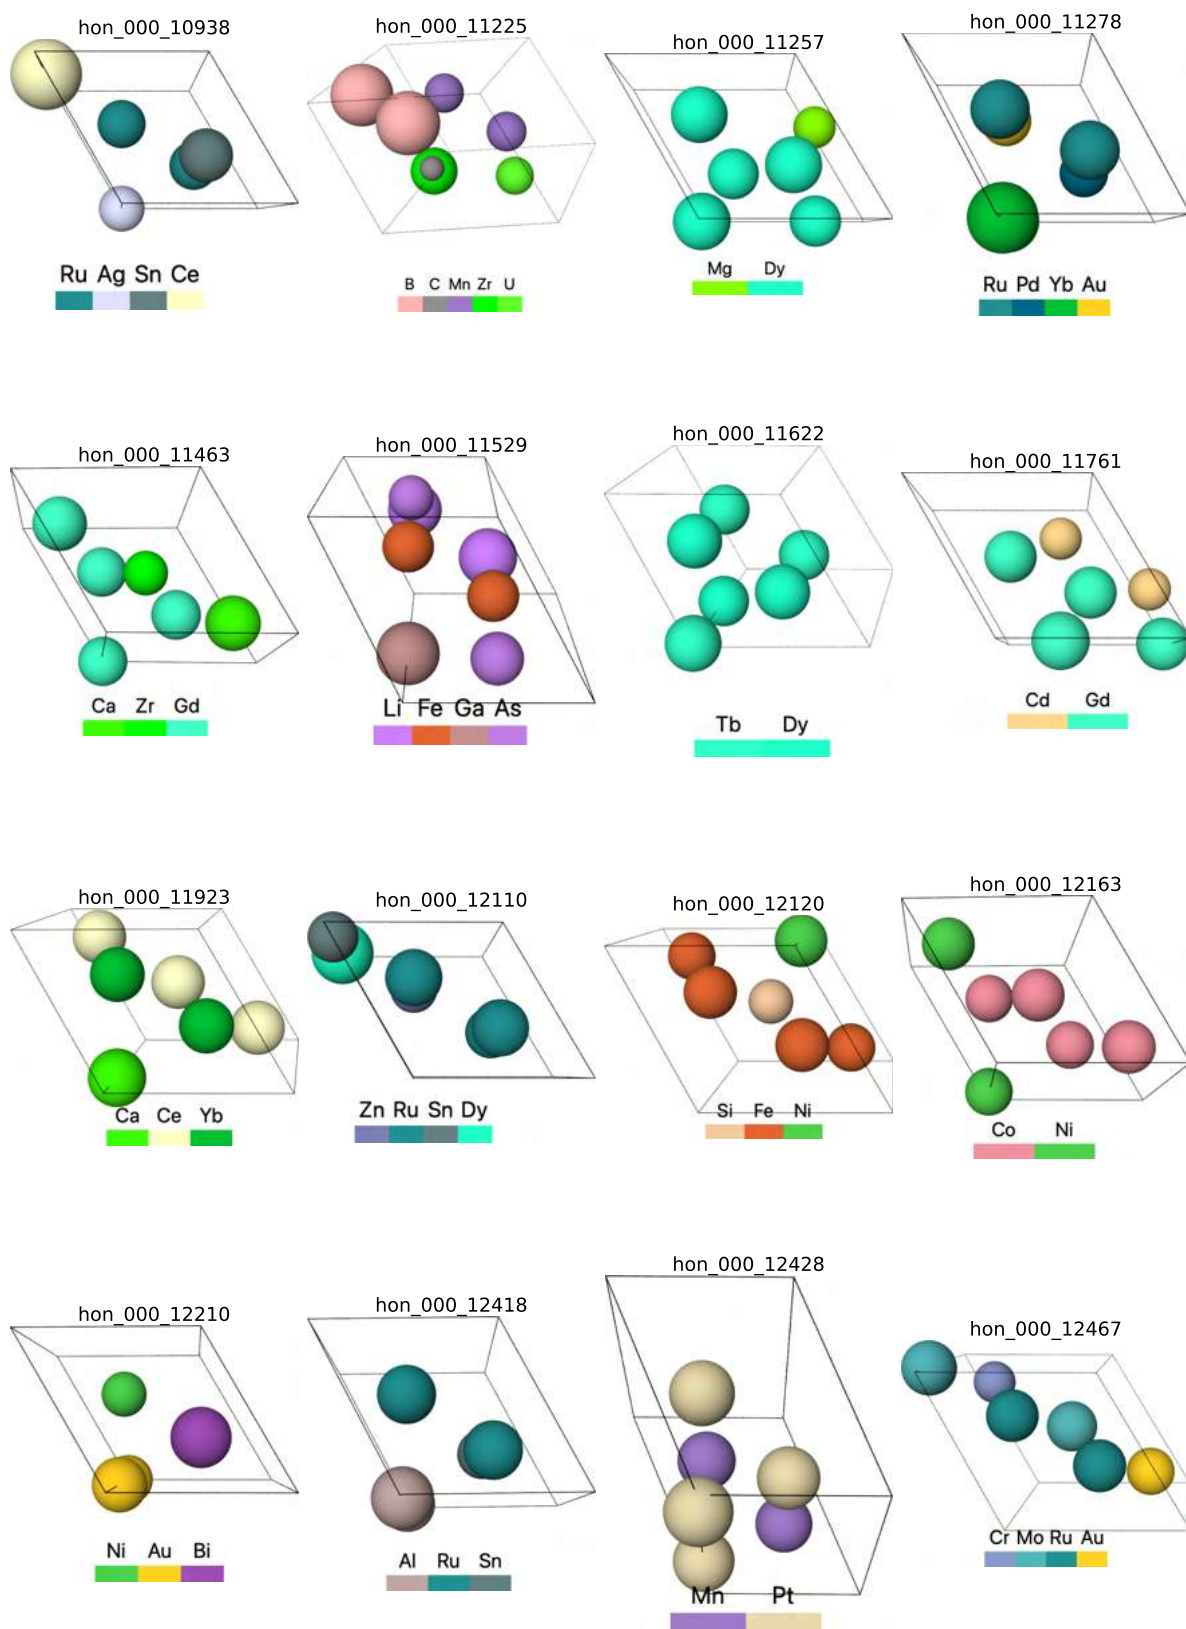 hon_000_10938
Ru Ag Sn Ce
hon_000_11225
B C Mn Zr U
hon_000_11257
Mg Dy
hon_000_11278
Ru Pd Yb Au
hon_000_11463
Ca Zr Gd
hon_000_11529
Li Fe Ga As
hon_000_11622
Tb Dy
hon_000_11761
Cd Gd
hon_000_11923
Ca Ce Yb
hon_000_12110
Zn Ru Sn Dy
hon_000_12120
Si Fe Ni
hon_000_12163
Co Ni
hon_000_12210
Ni Au Bi
hon_000_12418
Al Ru Sn
hon_000_12428
Mn Pt
hon_000_12467
Cr Mo Ru Au